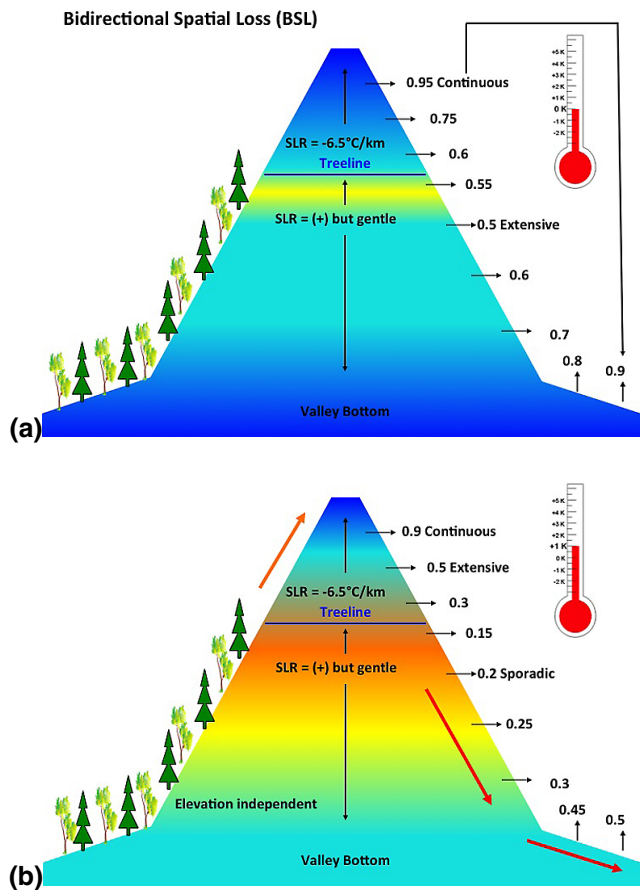 Bidirectional Spatial Loss (BSL)
0.95 Continuous
0.75
SLR = -6.5°C/km
0.6
Treeline
0.55
SLR = (+) but gentle
0.5 Extensive
0.6
0.7
0.8
0.9
Valley Bottom
(a)
+5 K
+4 K
+3 K
+2 K
+1 K
0 K
-1 K
-2 K
0.9 Continuous
0.5 Extensive
SLR = -6.5°C/km
0.3
Treeline
0.15
SLR = (+) but gentle
0.2 Sporadic
0.25
0.3
Elevation independent
0.45
0.5
Valley Bottom
(b)
+5 K
+4 K
+3 K
+2 K
+1 K
0 K
-1 K
-2 K